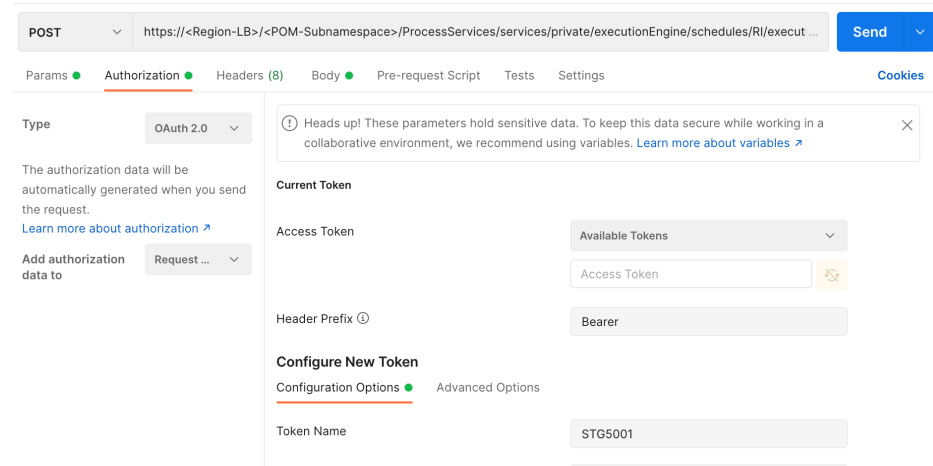 POST
https://<Region-LB>/<POM-Subnamespace>/ProcessServices/services/private/executionEngine/schedules/RI/execut ...
Send
Params
Authorization
Headers (8)
Body
Pre-request Script
Tests
Settings
Cookies
Type
OAuth 2.0
The authorization data will be
automatically generated when you send
the request.
Learn more about authorization ↗
Add authorization
data to
Request ...
Heads up! These parameters hold sensitive data. To keep this data secure while working in a
collaborative environment, we recommend using variables. Learn more about variables ↗
Current Token
Access Token
Available Tokens
Access Token
Header Prefix
Bearer
Configure New Token
Configuration Options
Advanced Options
Token Name
STG5001